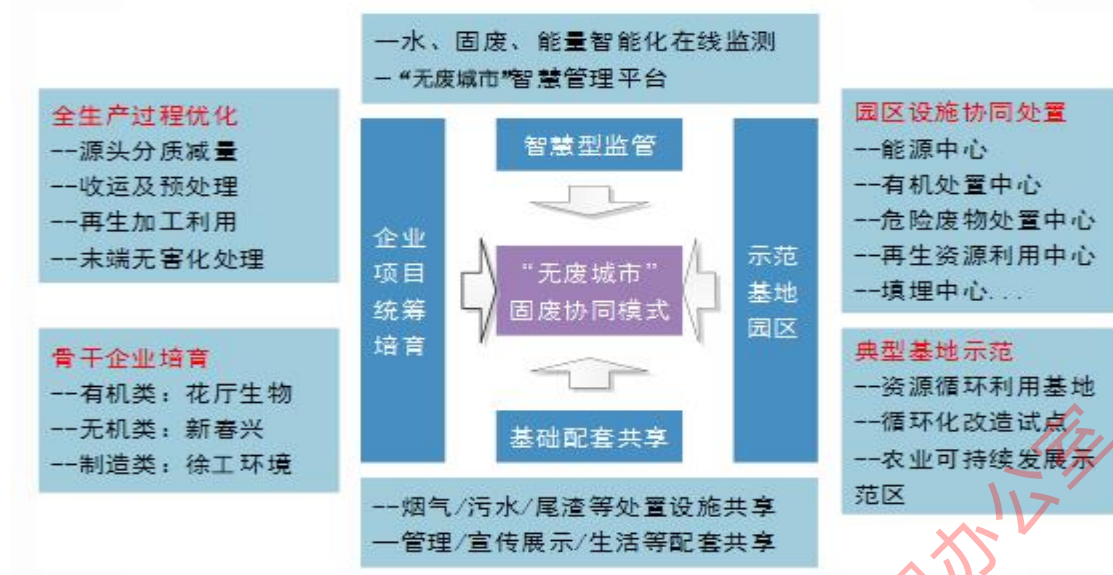 —水、固废、能量智能化在线监测
–“无废城市”智慧管理平台
全生产过程优化
--源头分质减量
--收运及预处理
--再生加工利用
--末端无害化处理
骨干企业培育
--有机类：花厅生物
--无机类：新春兴
--制造类：徐工环境
企业
项目
统筹
培育
智慧型监管
“无废城市”
固废协同模式
基础配套共享
示范
基地
园区
园区设施协同处置
--能源中心
--有机处置中心
--危险废物处置中心
--再生资源利用中心
--填埋中心...
典型基地示范
--资源循环利用基地
--循环化改造试点
--农业可持续发展示
范区
--烟气/污水/尾渣等处置设施共享
—管理/宣传展示/生活等配套共享
办公室